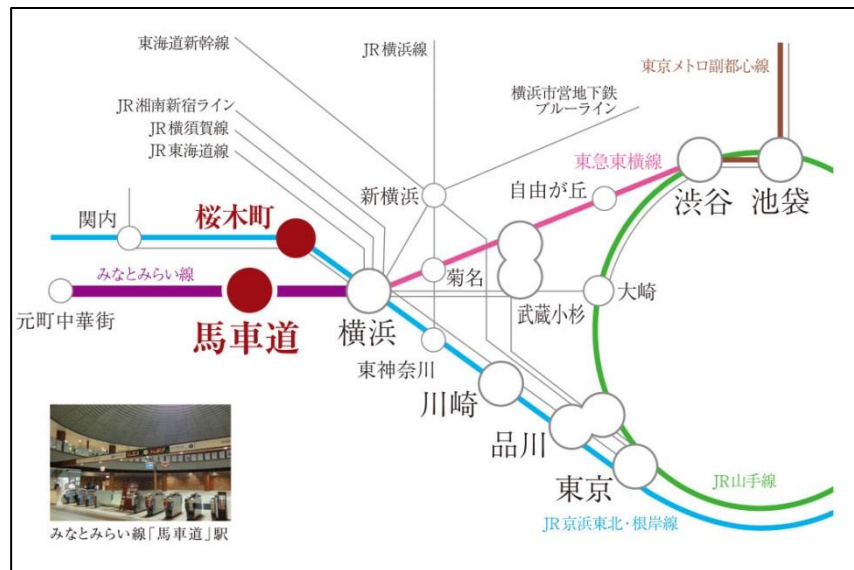 東海道新幹線
JR横浜線
東京メトロ副都心線
横浜市営地下鉄
ブルーライン
JR湘南新宿ライン
JR横須賀線
JR東海道線
東急東横線
新横浜
自由が丘
渋谷
池袋
関内
桜木町
みなとみらい線
菊名
武蔵小杉
大崎
元町中華街
馬車道
横浜
東神奈川
川崎
品川
東京
JR山手線
JR京浜東北・根岸線
みなとみらい線「馬車道」駅